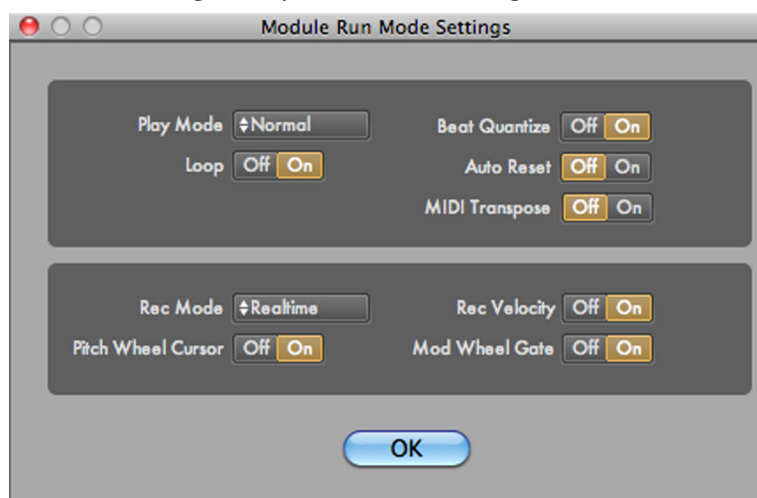 Module Run Mode Settings
Play Mode Normal Beat Quantize Off On
Loop Off On Auto Reset Off On
MIDI Transpose Off On
Rec Mode Realtime Rec Velocity Off On
Pitch Wheel Cursor Off On Mod Wheel Gate Off On
OK